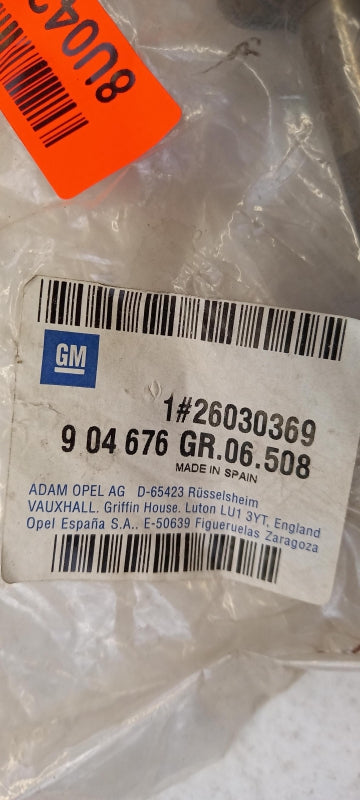 8U042
GM
1#26030369
9 04 676 GR.06.508
MADE IN SPAIN
ADAM OPEL AG D-65423 Rüsselsheim
VAUXHALL. Griffin House. Luton LU1 3YT, England
Opel España S.A.. E-50639 Figueruelas Zaragoza